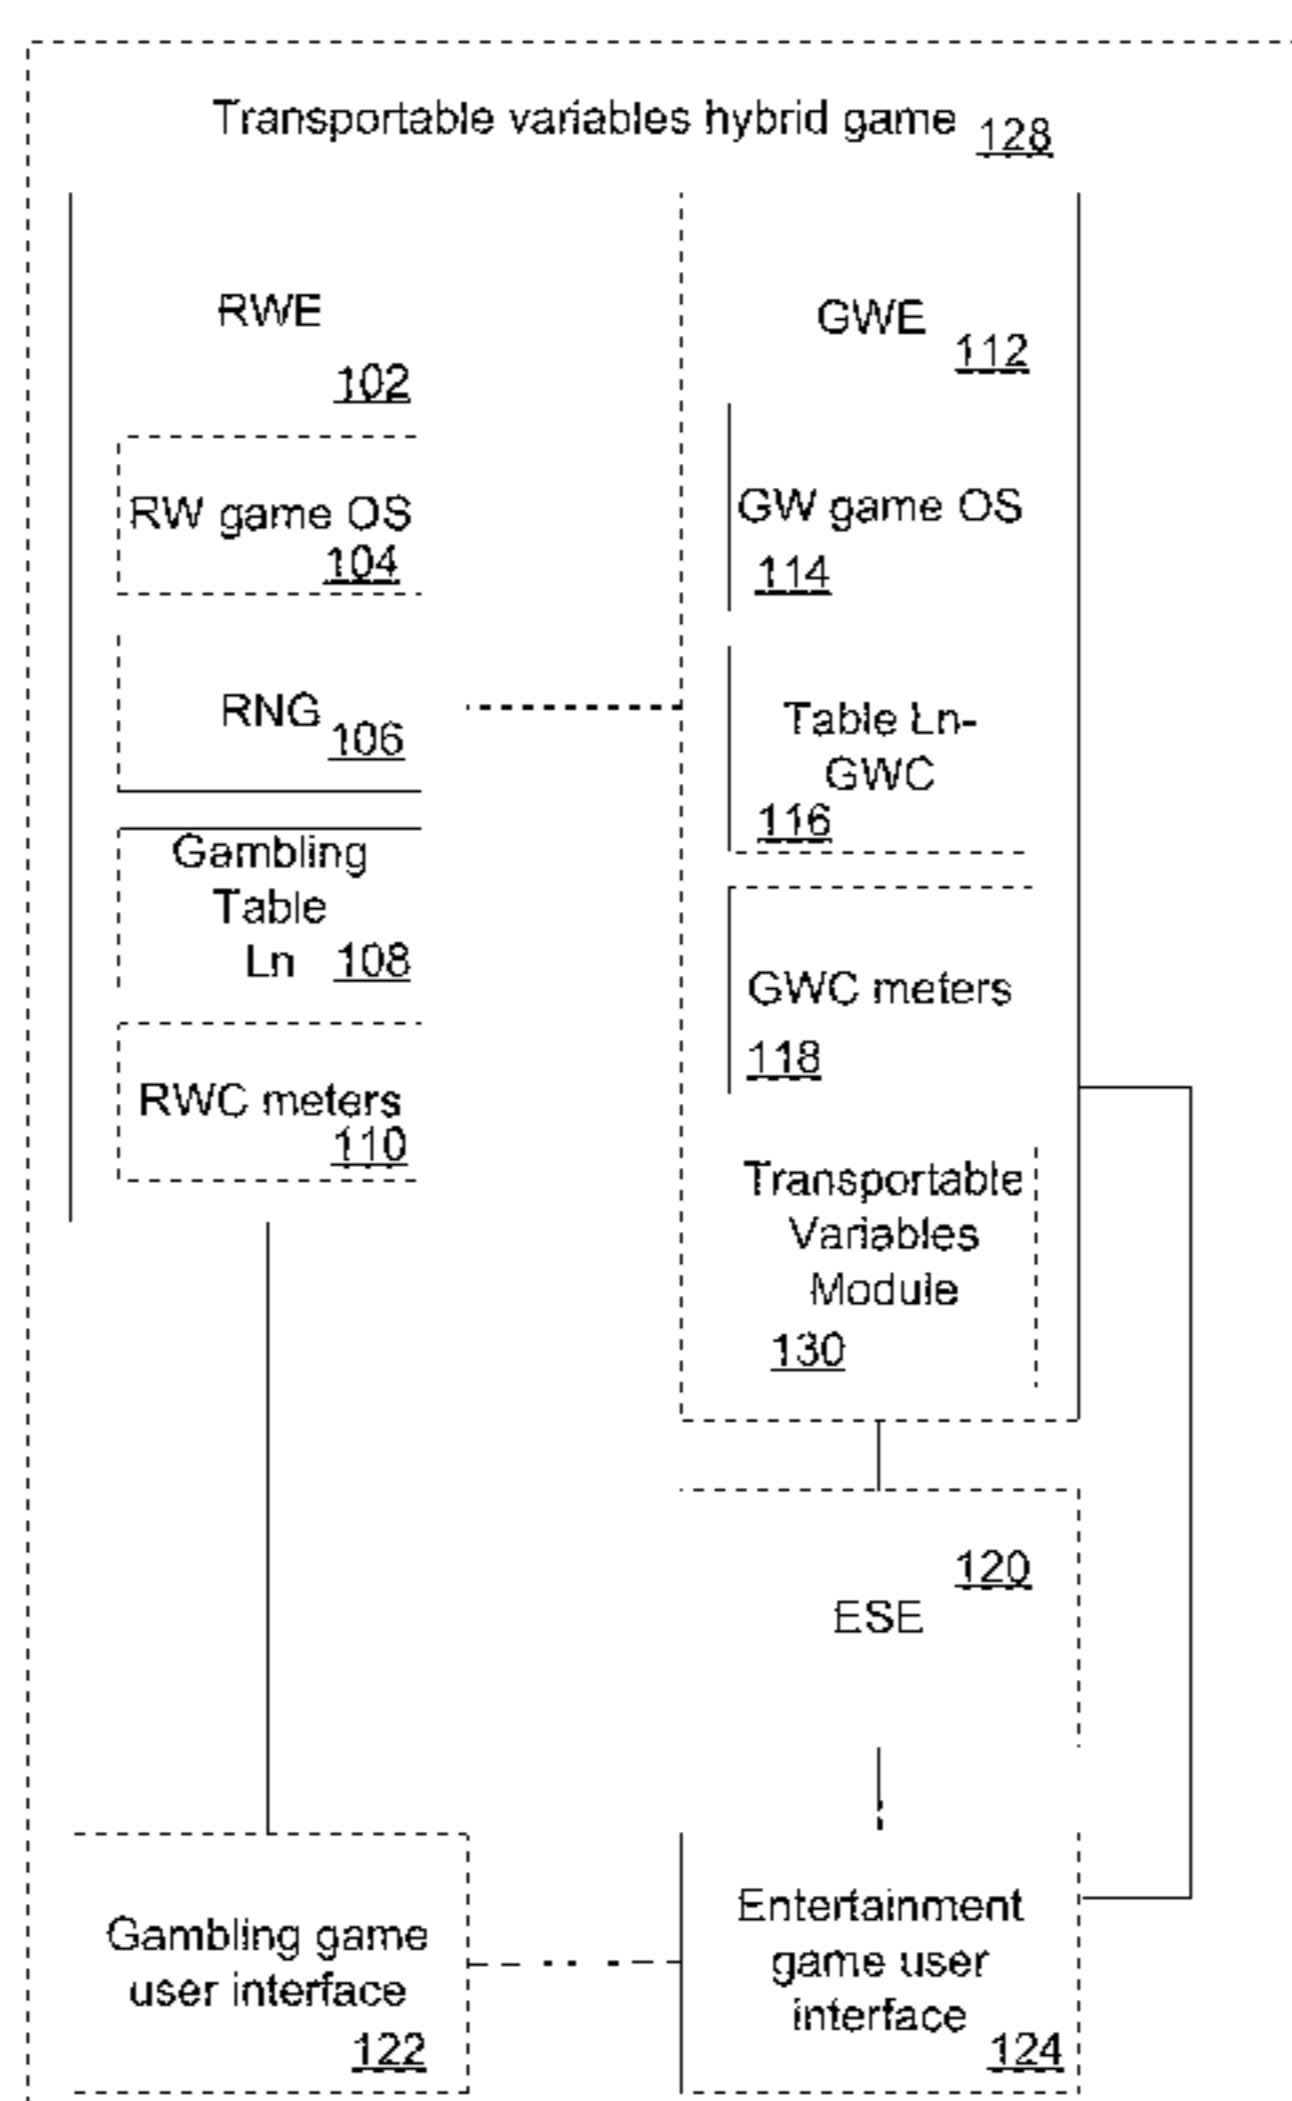 Transportable variables hybrid game 128
RWE
102
RW game OS
104
RNG 106
Gambling
Table
Ln 108
RWC meters
110
GWE
112
GW game OS
114
Table Ln-
GWC
116
GWC meters
118
Transportable
Variables
Module
130
120
ESE
Gambling game
user interface
122
Entertainment
game user
interface
124